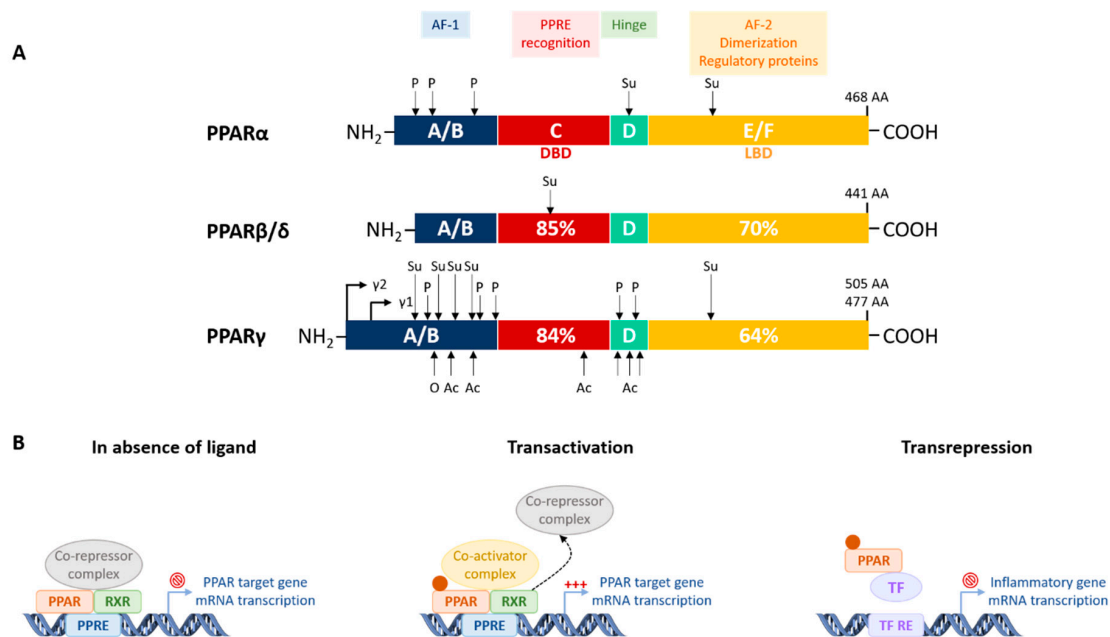 A
AF-1
PPRE
recognition
Hinge
AF-2
Dimerization
Regulatory proteins
P P P Su Su 468 AA
PPARα NH2 A/B C D E/F COOH
DBD LBD
Su 441 AA
PPARβ/δ NH2 A/B 85% D 70% COOH
Su Su Su Su Su 505 AA
γ2 P P P P P
γ1 477 AA
PPARγ NH2 A/B 84% D 64% COOH
O Ac Ac Ac Ac
B
In absence of ligand
Co-repressor
complex
PPAR RXR
PPRE
PPAR target gene
mRNA transcription
Transactivation
Co-repressor
complex
Co-activator
complex
PPAR RXR
PPRE
+++
PPAR target gene
mRNA transcription
Transrepression
PPAR
TF
TF RE
Inflammatory gene
mRNA transcription